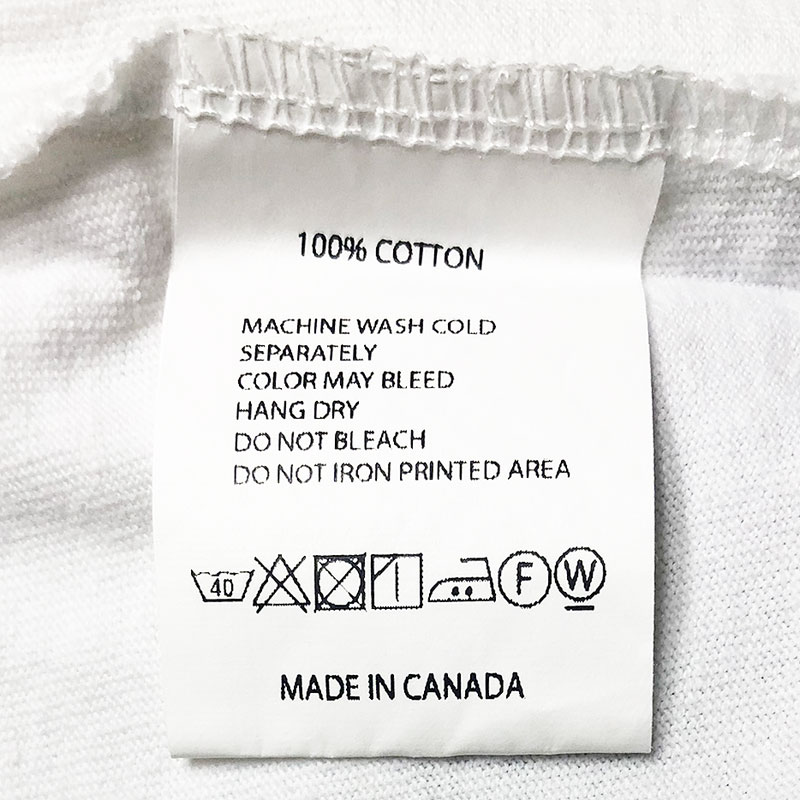 100% COTTON
MACHINE WASH COLD
SEPARATELY
COLOR MAY BLEED
HANG DRY
DO NOT BLEACH
DO NOT IRON PRINTED AREA
40 F W
MADE IN CANADA